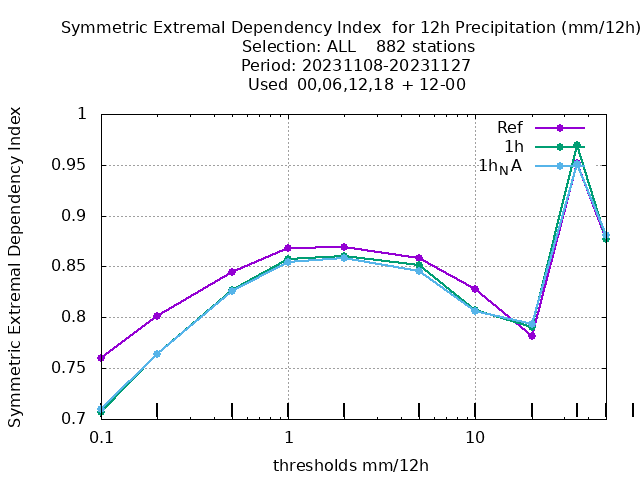 Symmetric Extremal Dependency Index  for 12h Precipitation (mm/12h)
Selection: ALL    882 stations
Period: 20231108-20231127
Used  00,06,12,18  + 12-00
Symmetric Extremal Dependency Index
1
0.95
0.9
0.85
0.8
0.75
0.7
Ref
1h
1hNA
0.1
1
10
thresholds mm/12h